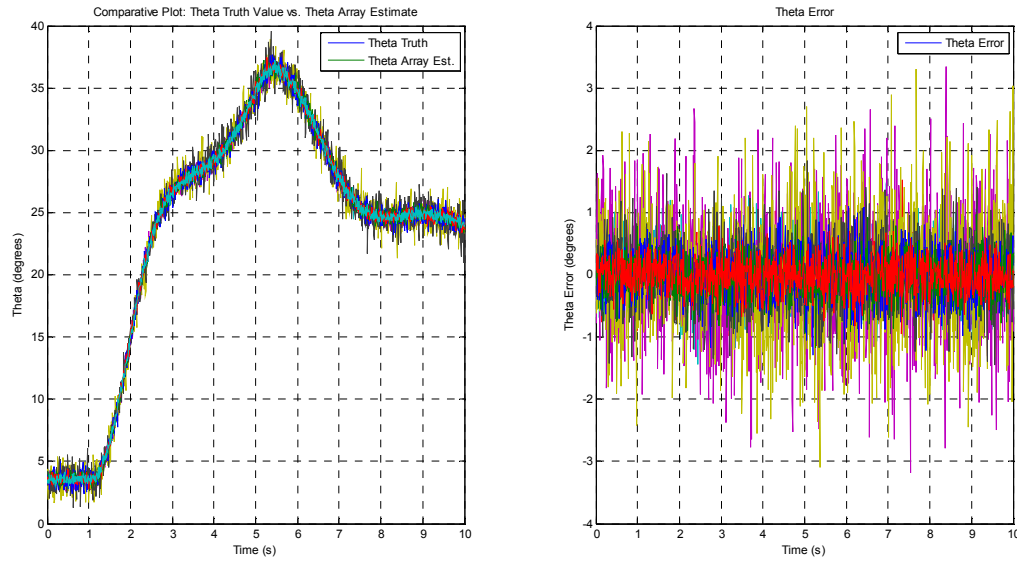 Comparative Plot: Theta Truth Value vs. Theta Array Estimate
Theta (degrees)
40
35
30
25
20
15
10
5
0
Theta Truth
Theta Array Est.
0 1 2 3 4 5 6 7 8 9 10
Time (s)
Theta Error
Theta Error (degrees)
4
3
2
1
0
-1
-2
-3
-4
Theta Error
0 1 2 3 4 5 6 7 8 9 10
Time (s)